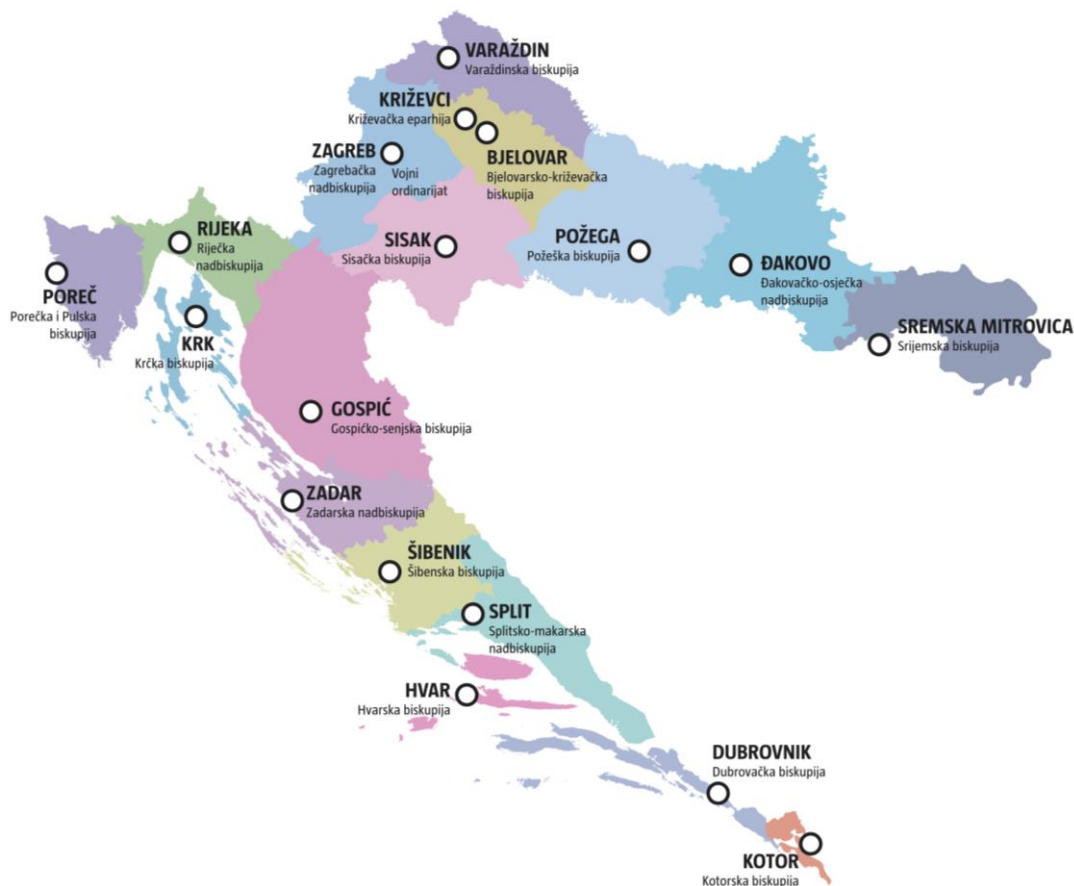 VARAŽDIN
Varaždinska biskupija
KRIŽEVCI
Križevačka eparhija
ZAGREB
Zagrebačka
nadbiskupija
Vojni
ordinarijat
BJELOVAR
Bjelovarsko-križevačka
biskupija
RIJEKA
Riječka
nadbiskupija
SISAK
Sisačka biskupija
POŽEGA
Požeška biskupija
ĐAKOVO
Đakovačko-osječka
nadbiskupija
POREČ
Porečka i Pulska
biskupija
KRK
Krčka biskupija
SREMSKA MITROVICA
Srijemska biskupija
GOSPIĆ
Gospićko-senjska biskupija
ZADAR
Zadarska nadbiskupija
ŠIBENIK
Šibenska biskupija
SPLIT
Splitsko-makarska
nadbiskupija
HVAR
Hvarska biskupija
DUBROVNIK
Dubrovačka biskupija
KOTOR
Kotorska biskupija